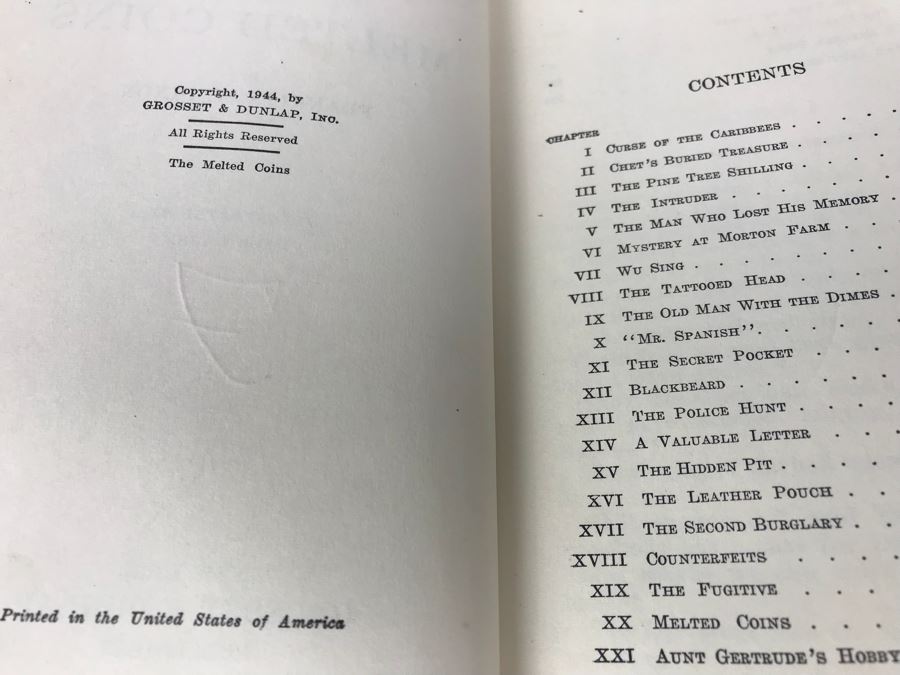 Copyright, 1944, by
GROSSET & DUNLAP, INC.
All Rights Reserved
The Melted Coins
Printed in the United States of America
CONTENTS
CHAPTER
I CURSE OF THE CARIBBEES . . . .
II CHET'S BURIED TREASURE . . . .
III THE PINE TREE SHILLING . . . .
IV THE INTRUDER . . . . . . .
V THE MAN WHO LOST HIS MEMORY .
VI MYSTERY AT MORTON FARM . . .
VII WU SING . . . . . . . .
VIII THE TATTOOED HEAD . . . .
IX THE OLD MAN WITH THE DIMES .
X "MR. SPANISH" . . . . . .
XI THE SECRET POCKET . . . .
XII BLACKBEARD . . . . . .
XIII THE POLICE HUNT . . . .
XIV A VALUABLE LETTER . . .
XV THE HIDDEN PIT . . . . .
XVI THE LEATHER POUCH . .
XVII THE SECOND BURGLARY . .
XVIII COUNTERFEITS . . . .
XIX THE FUGITIVE . . . .
XX MELTED COINS . . . .
XXI AUNT GERTRUDE'S HOBBY